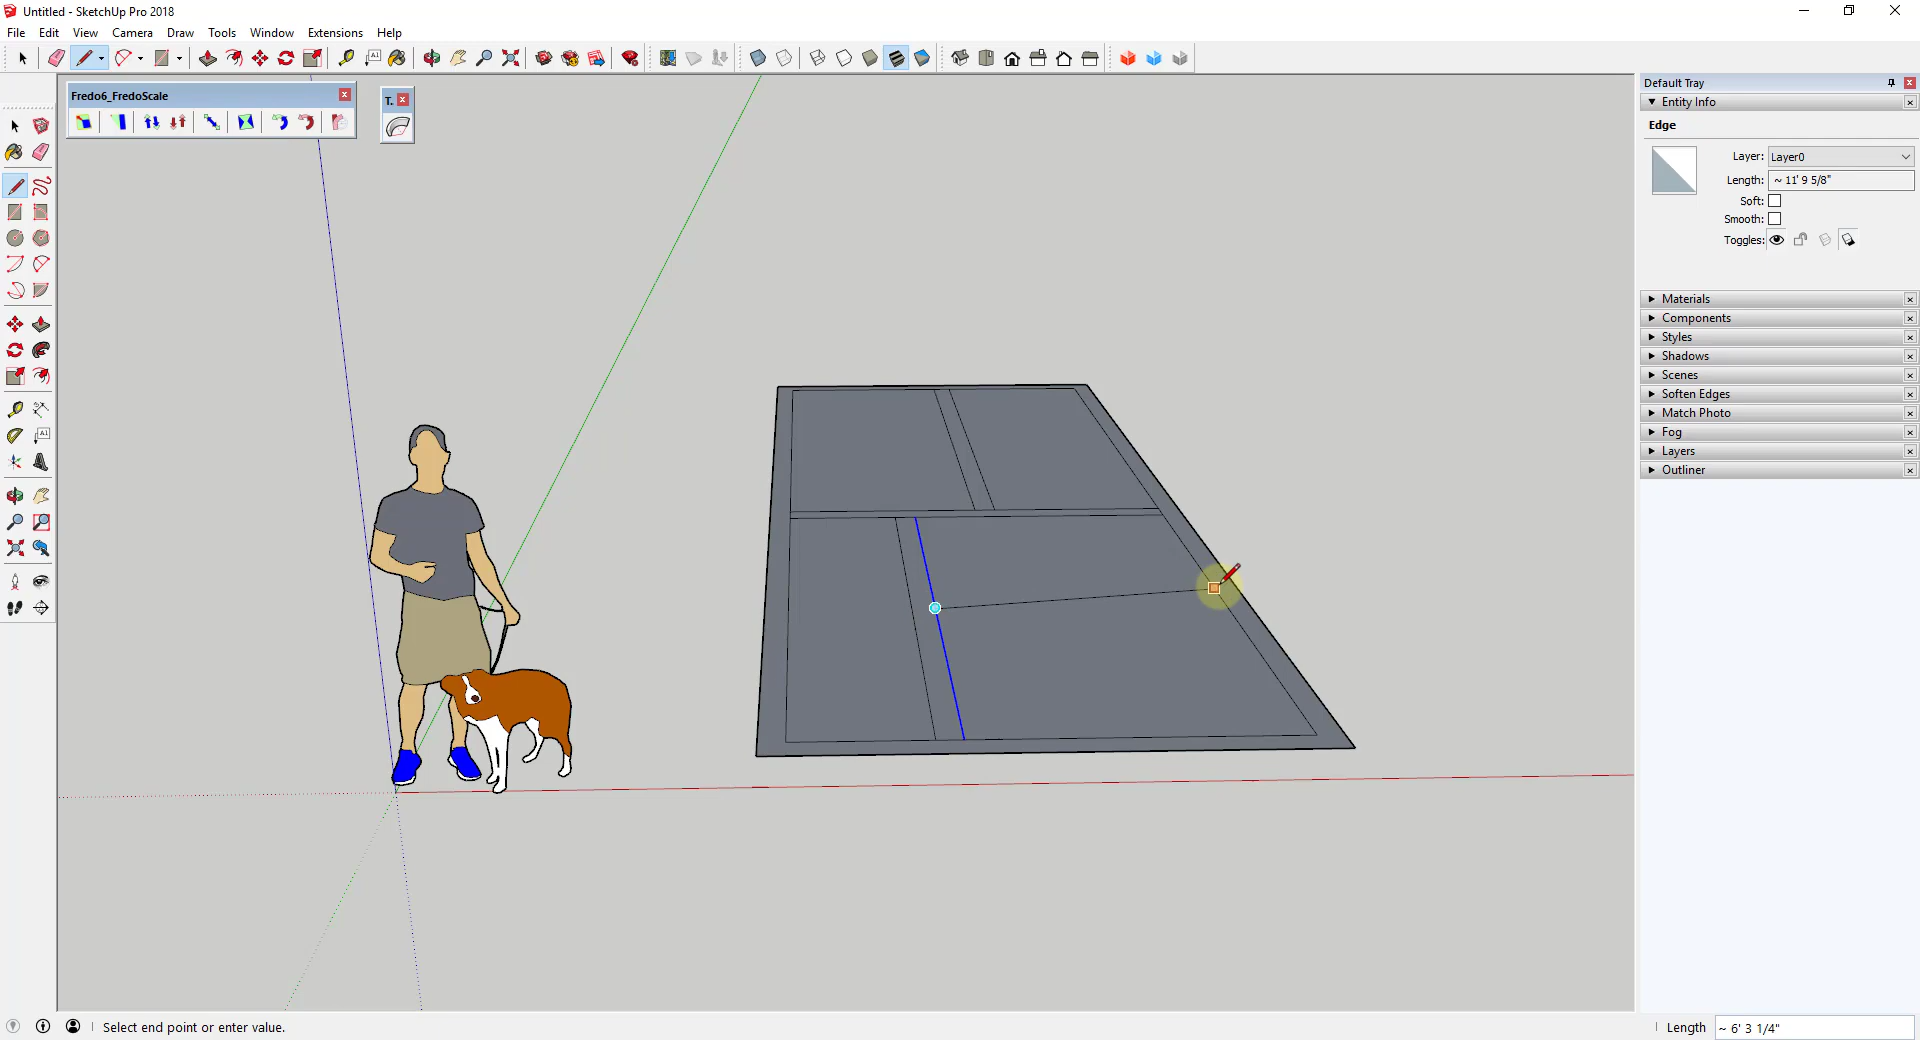 Untitled - SketchUp Pro 2018
File Edit View Camera Draw Tools Window Extensions Help
Fredo6_FredoScale
T.
Default Tray
Entity Info
Edge
Layer: Layer0
Length: ~ 11' 9 5/8"
Soft:
Smooth:
Toggles:
Materials
Components
Styles
Shadows
Scenes
Soften Edges
Match Photo
Fog
Layers
Outliner
Select end point or enter value.
Length ~ 6' 3 1/4"